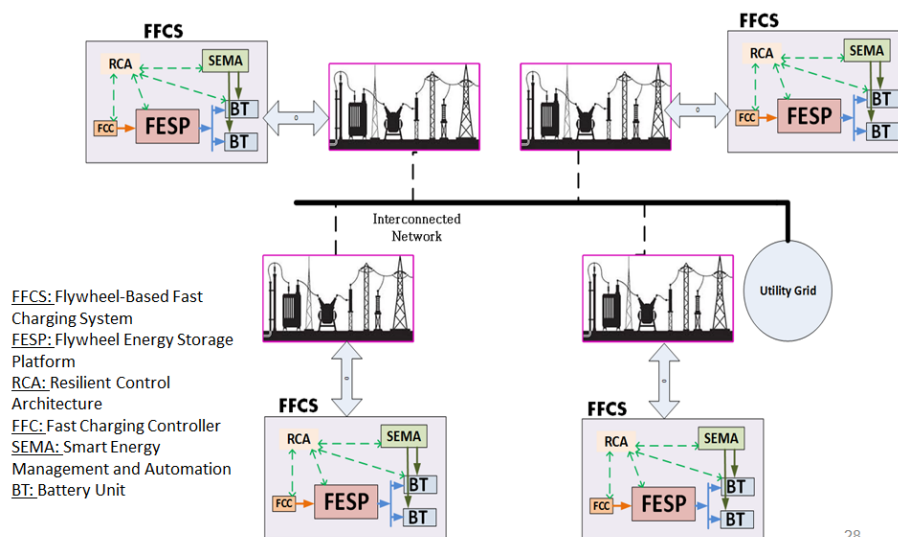 FFCS
RCA
SEMA
BT
FCC
FESP
BT
FFCS
RCA
SEMA
BT
FCC
FESP
BT
Interconnected
Network
Utility Grid
FFCS: Flywheel-Based Fast
Charging System
FESP: Flywheel Energy Storage
Platform
RCA: Resilient Control
Architecture
FFC: Fast Charging Controller
SEMA: Smart Energy
Management and Automation
BT: Battery Unit
FFCS
RCA
SEMA
BT
FCC
FESP
BT
FFCS
RCA
SEMA
BT
FCC
FESP
BT
28